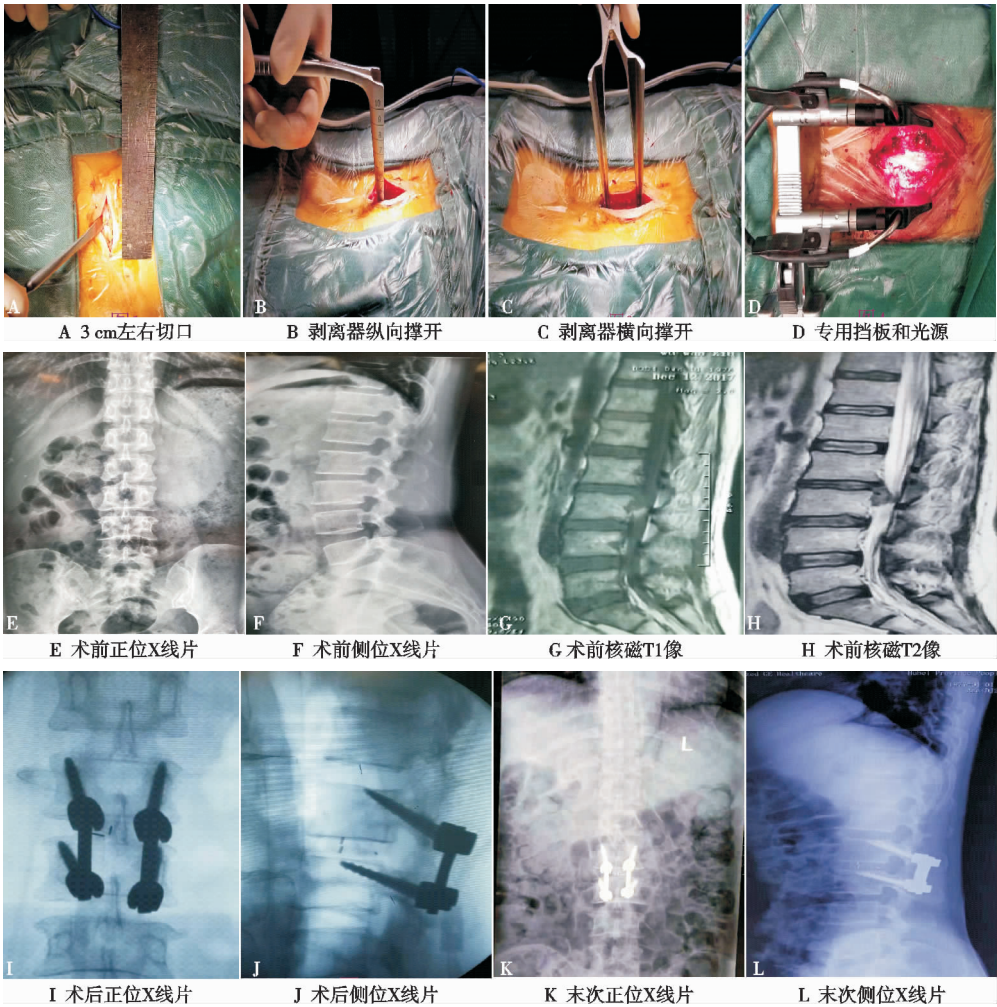 A
B
C
D
A 3 cm左右切口
B 剥离器纵向撑开
C 剥离器横向撑开
D 专用挡板和光源
E
F
G
H
Dec 2017
E 术前正位X线片
F 术前侧位X线片
G 术前核磁T1像
H 术前核磁T2像
I
J
K
L
L
I 术后正位X线片
J 术后侧位X线片
K 末次正位X线片
L 末次侧位X线片